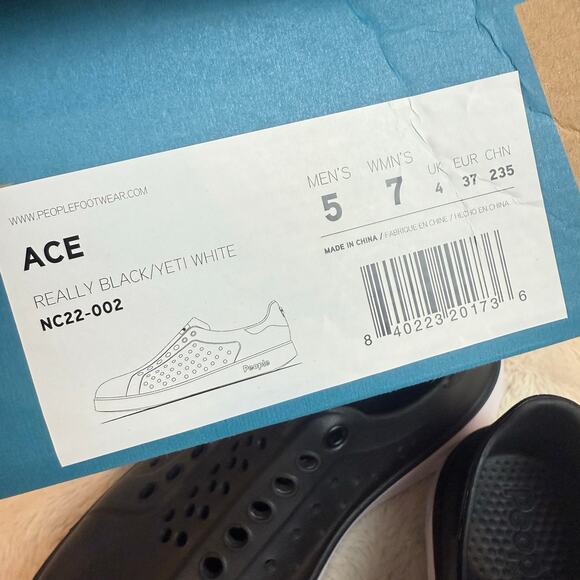 WWW.PEOPLEFOOTWEAR.COM
ACE
REALLY BLACK/YETI WHITE
NC22-002
People
MEN'S WMN'S UK EUR CHN
5 7 4 37 235
MADE IN CHINA / FABRIQUÉ EN CHINE / HECHO EN CHINA
8 40223 20173 6